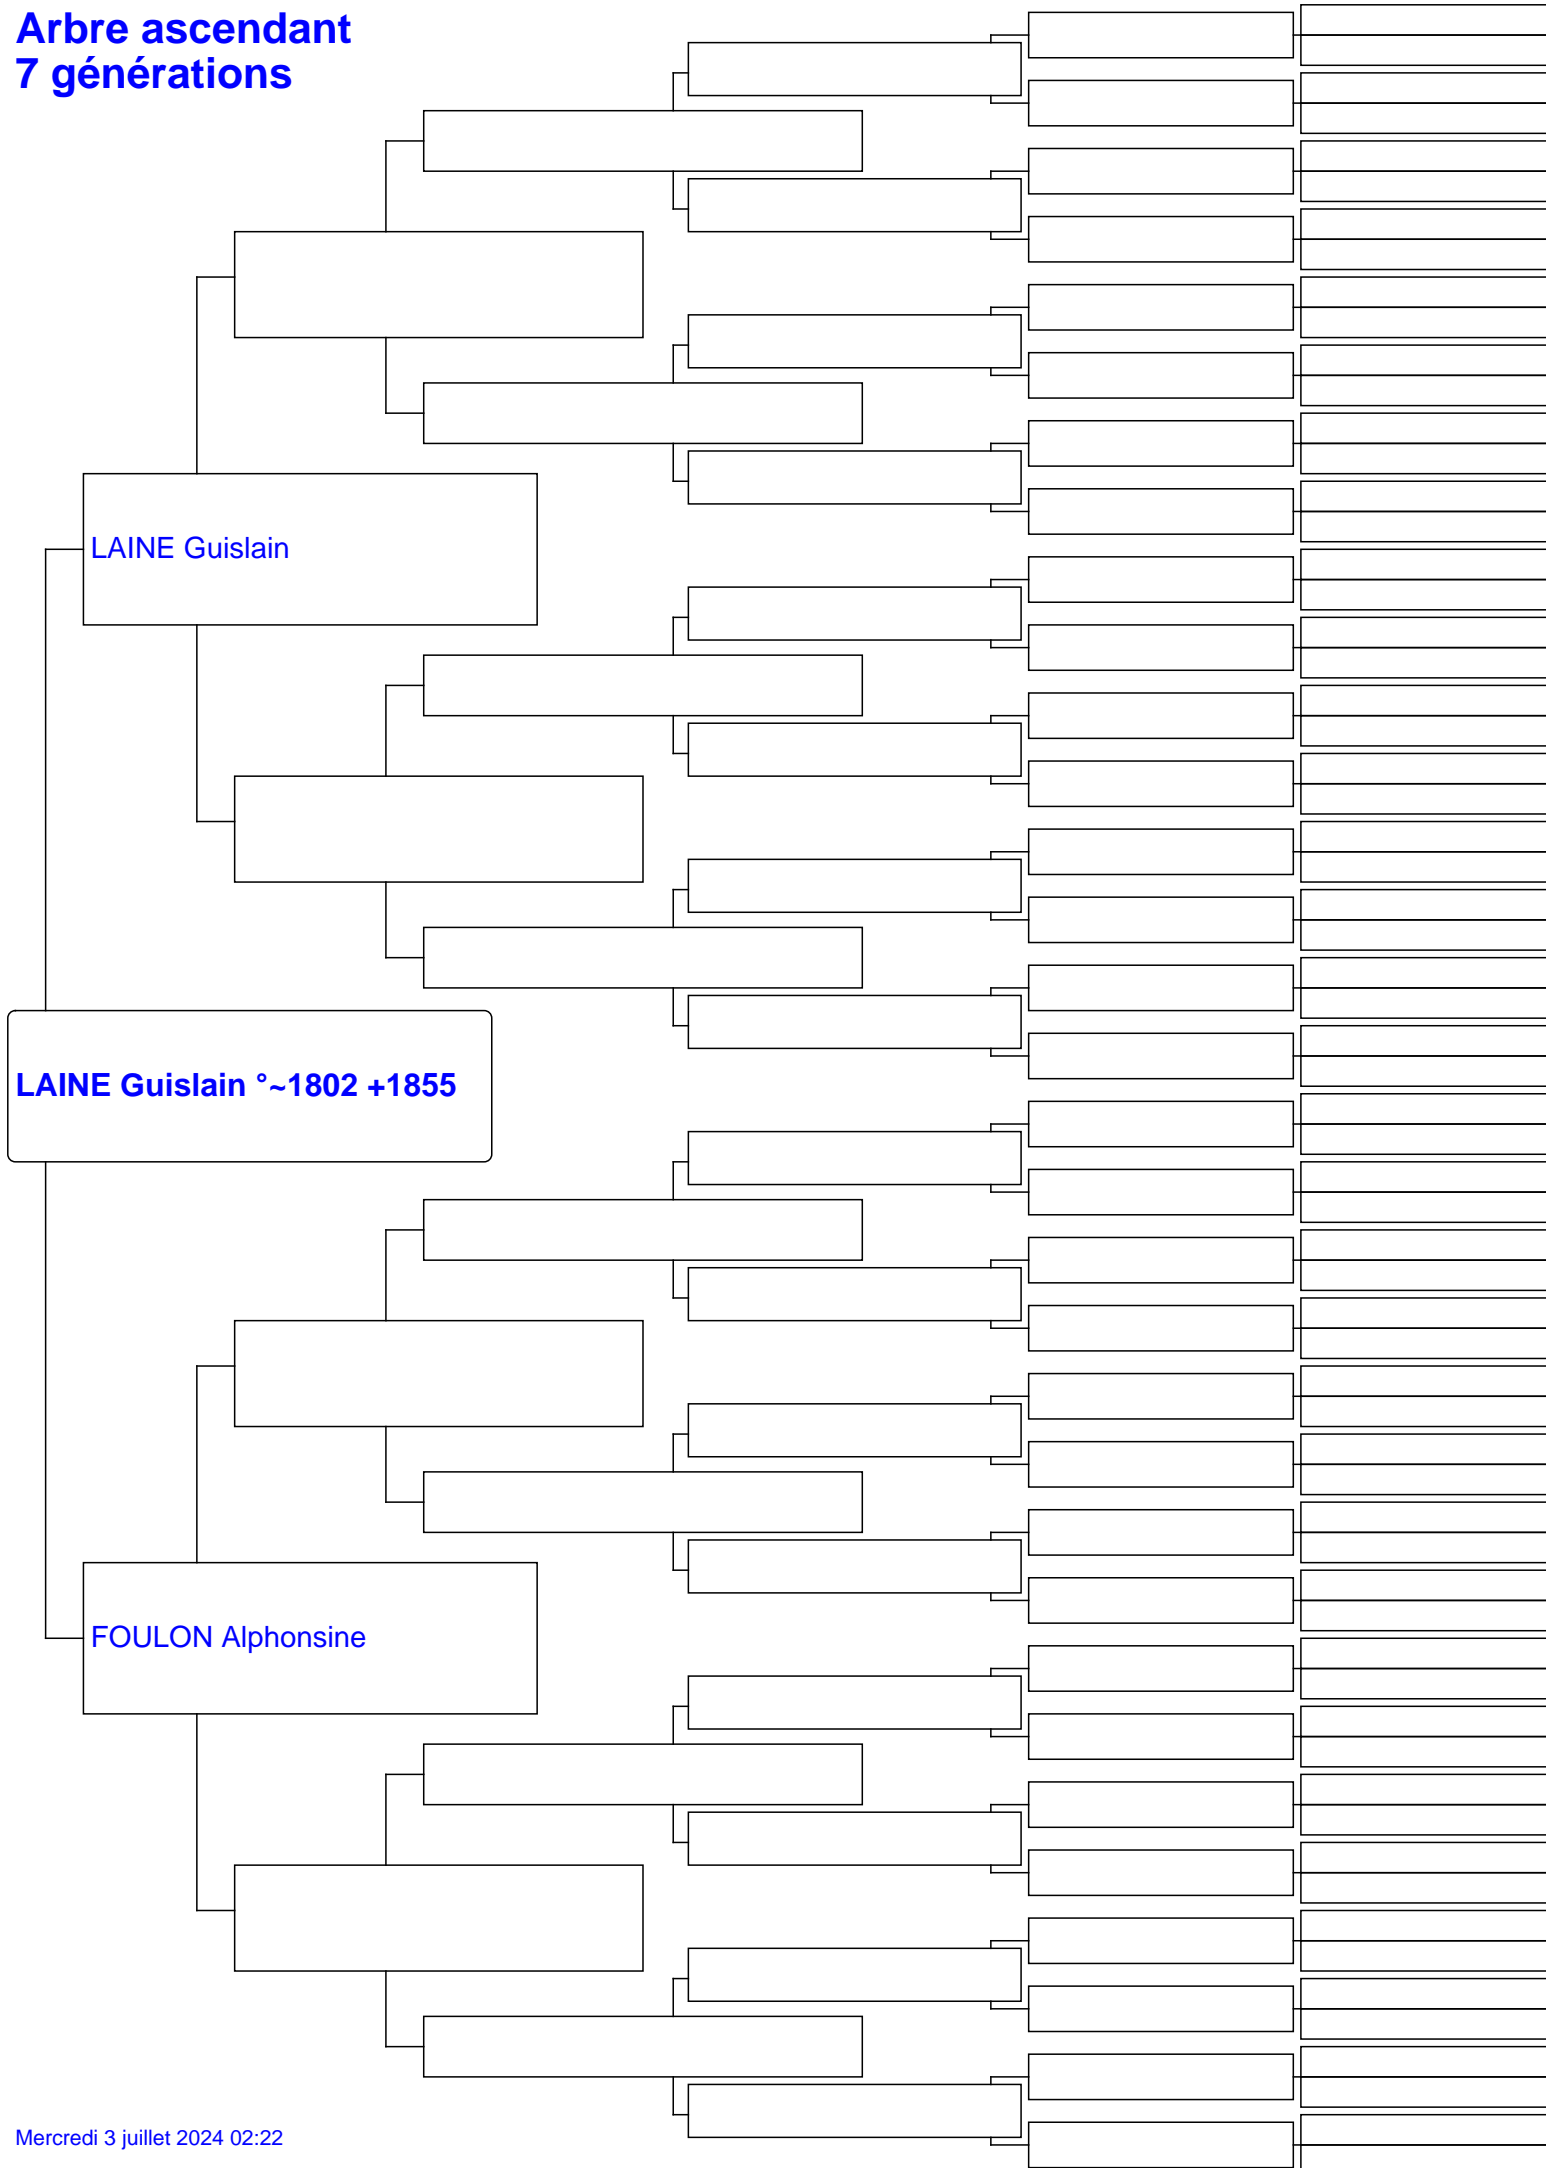 Arbre ascendant
7 générations
LAINE Guislain
LAINE Guislain °~1802 +1855
FOULON Alphonsine
Mercredi 3 juillet 2024 02:22